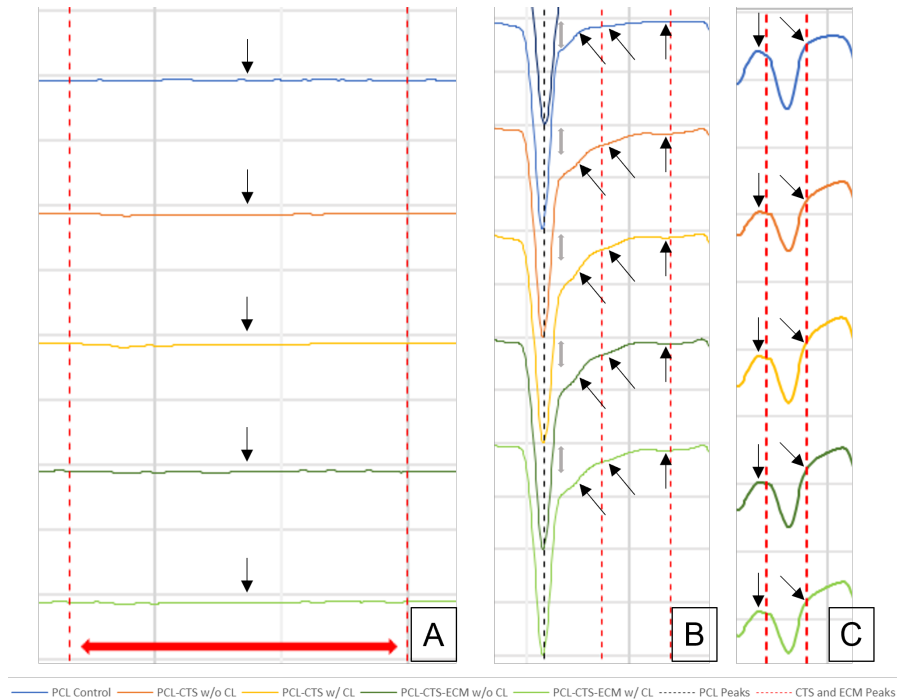 A
B
C
PCL Control PCL-CTS w/o CL PCL-CTS w/ CL PCL-CTS-ECM w/o CL PCL-CTS-ECM w/ CL PCL Peaks CTS and ECM Peaks